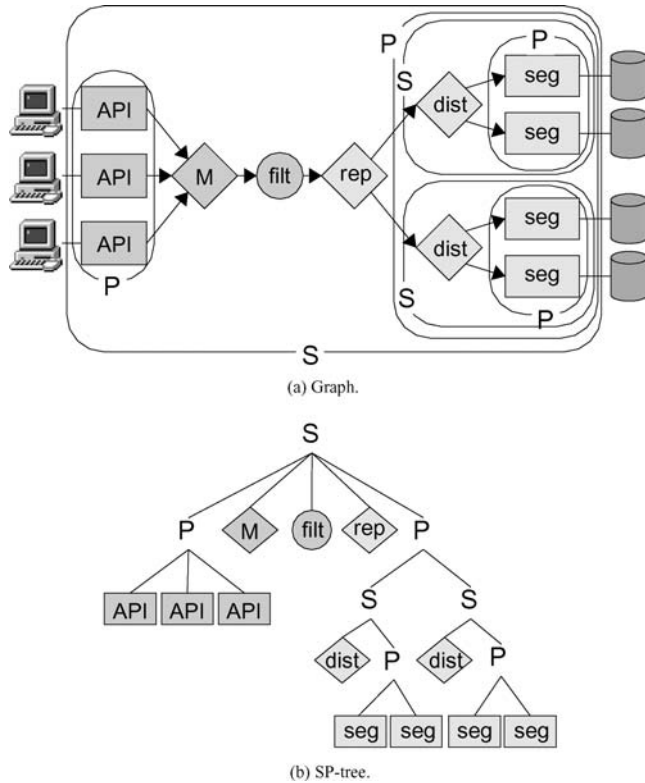 P
P
S
API
dist
seg
seg
API
M
filt
rep
API
P
dist
seg
seg
S
P
S
(a) Graph.
S
P
M
filt
rep
P
API API API
S S
dist P dist P
seg seg seg seg
(b) SP-tree.